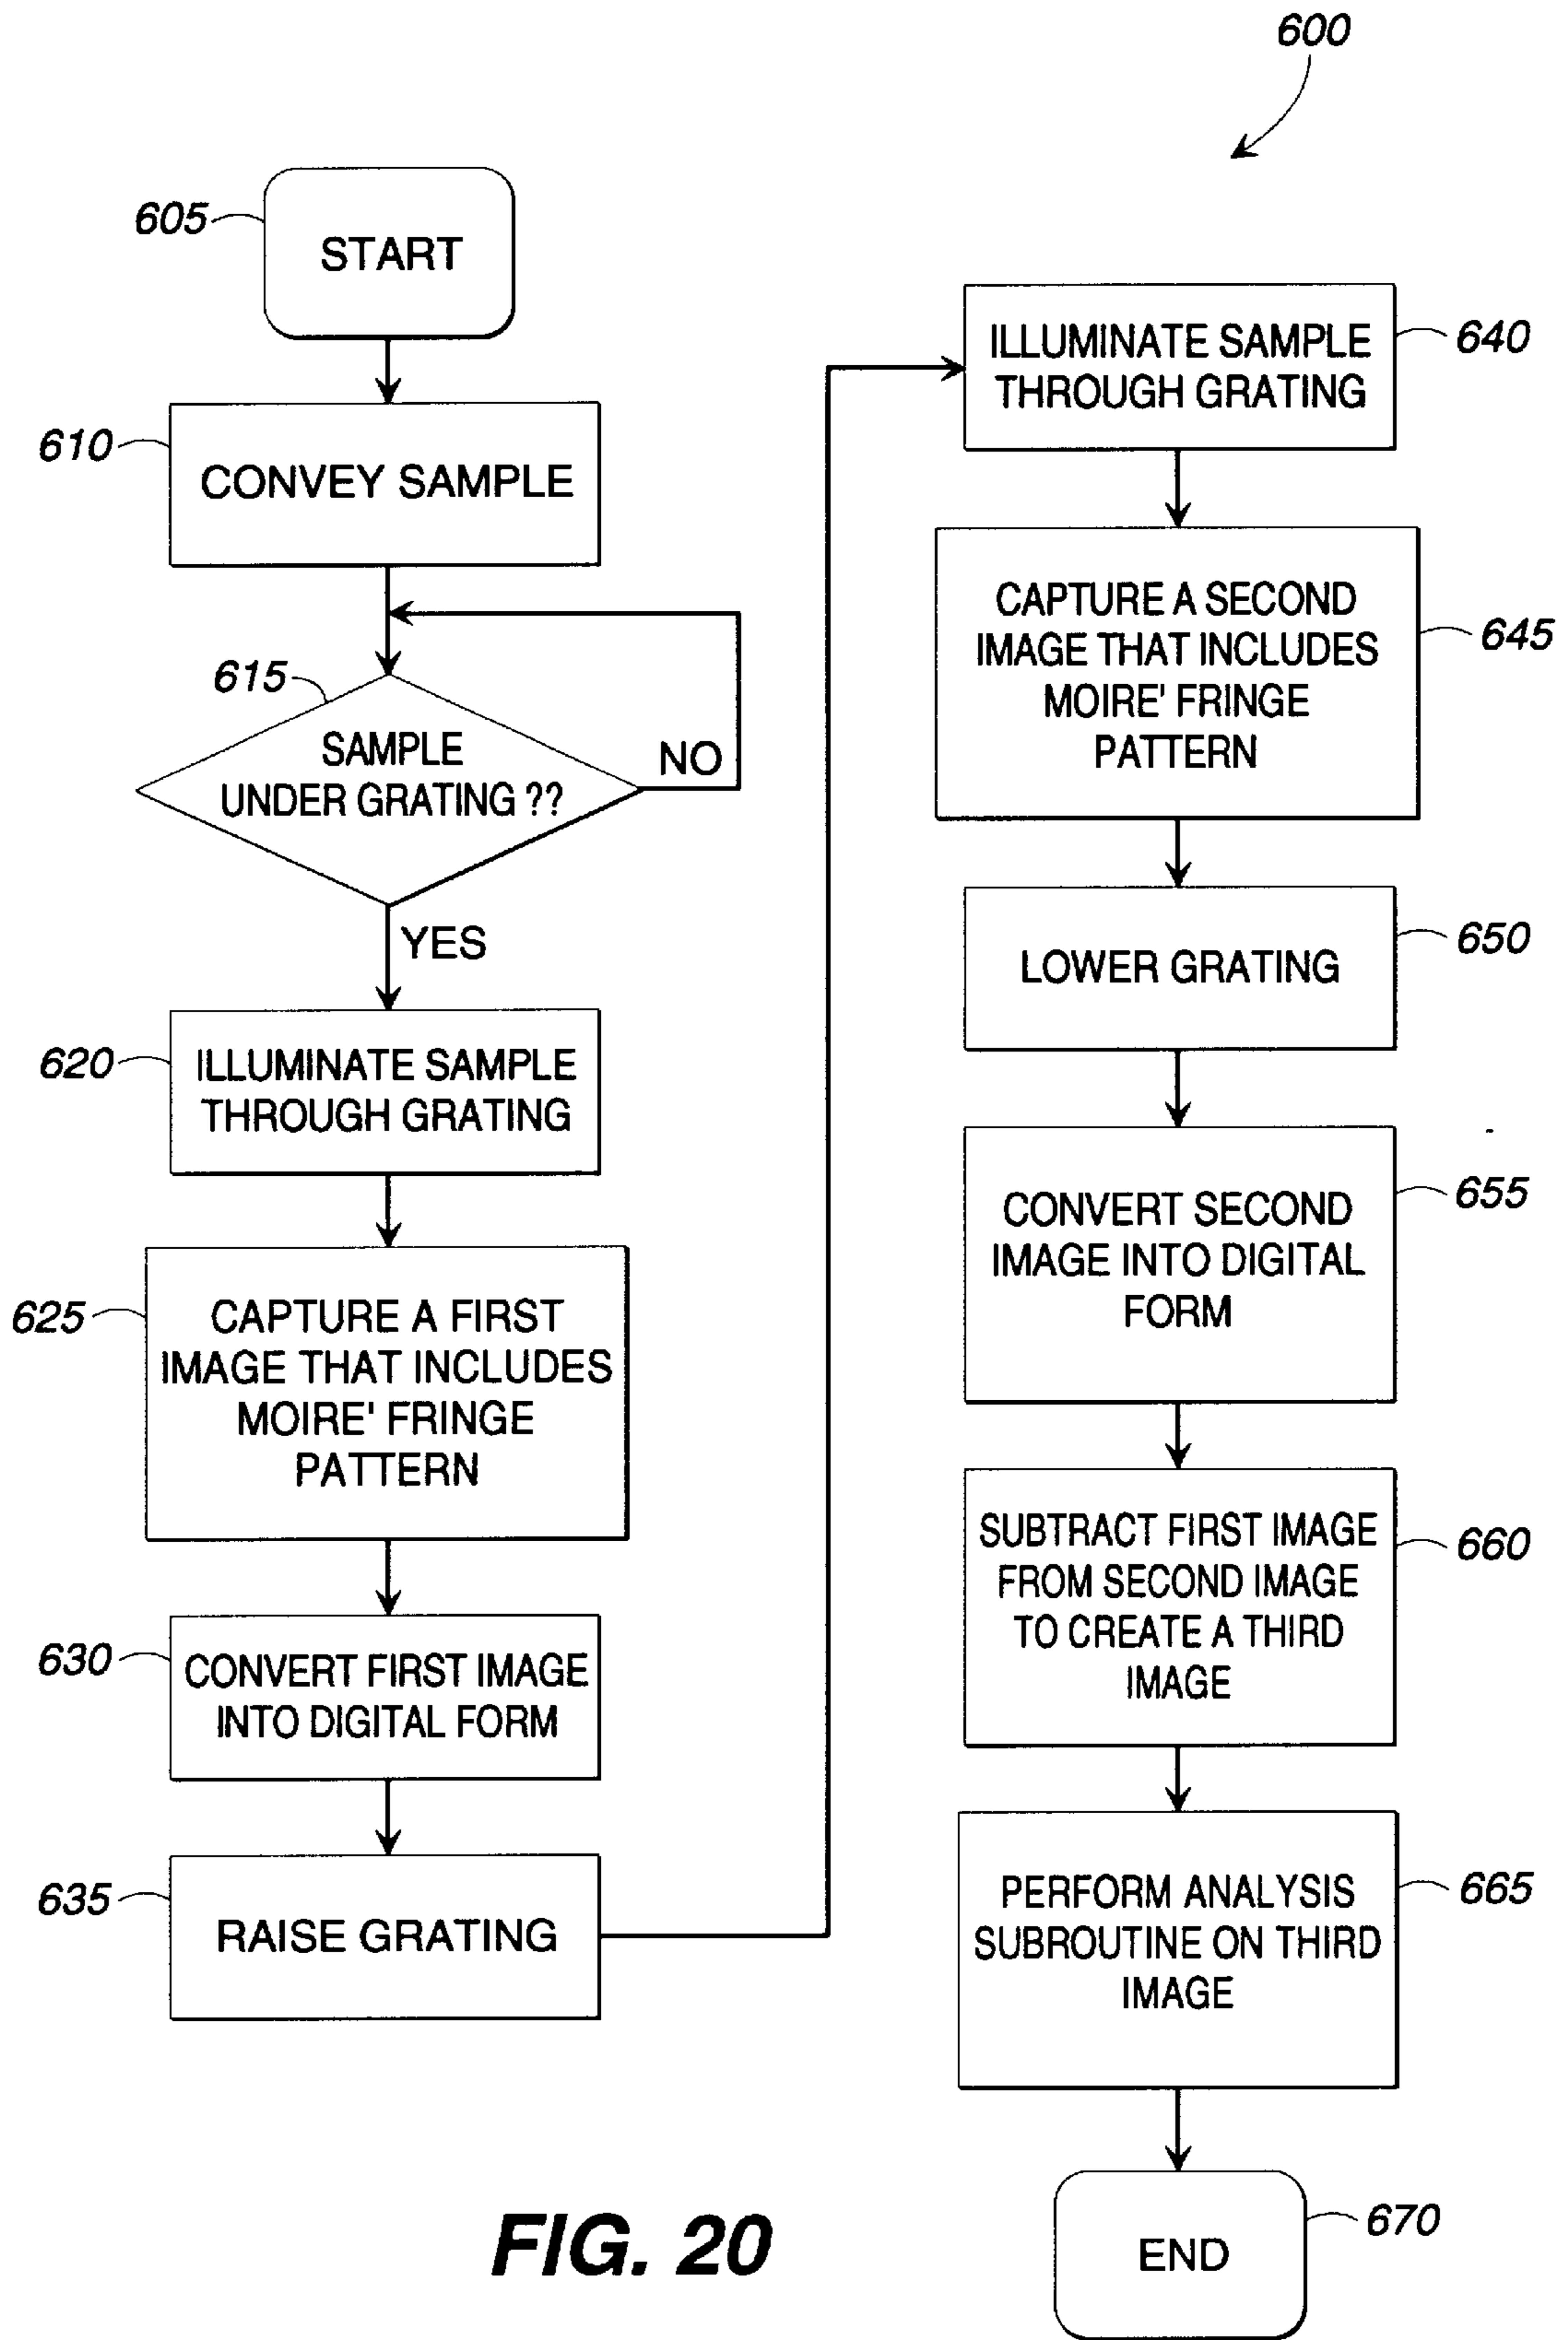 600
605
START
610
CONVEY SAMPLE
615
SAMPLE
UNDER GRATING ??
NO
YES
620
ILLUMINATE SAMPLE
THROUGH GRATING
625
CAPTURE A FIRST
IMAGE THAT INCLUDES
MOIRE' FRINGE
PATTERN
630
CONVERT FIRST IMAGE
INTO DIGITAL FORM
635
RAISE GRATING
640
ILLUMINATE SAMPLE
THROUGH GRATING
645
CAPTURE A SECOND
IMAGE THAT INCLUDES
MOIRE' FRINGE
PATTERN
650
LOWER GRATING
655
CONVERT SECOND
IMAGE INTO DIGITAL
FORM
660
SUBTRACT FIRST IMAGE
FROM SECOND IMAGE
TO CREATE A THIRD
IMAGE
665
PERFORM ANALYSIS
SUBROUTINE ON THIRD
IMAGE
670
END
FIG. 20